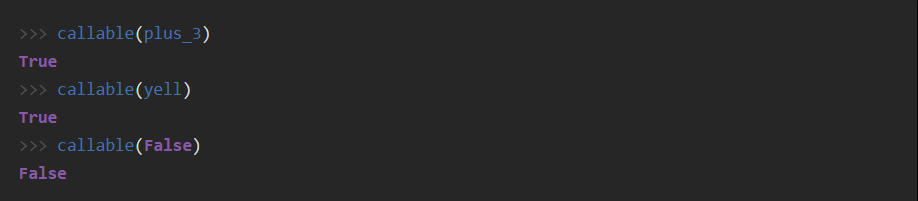 >>> callable(plus_3)
True
>>> callable(yell)
True
>>> callable(False)
False